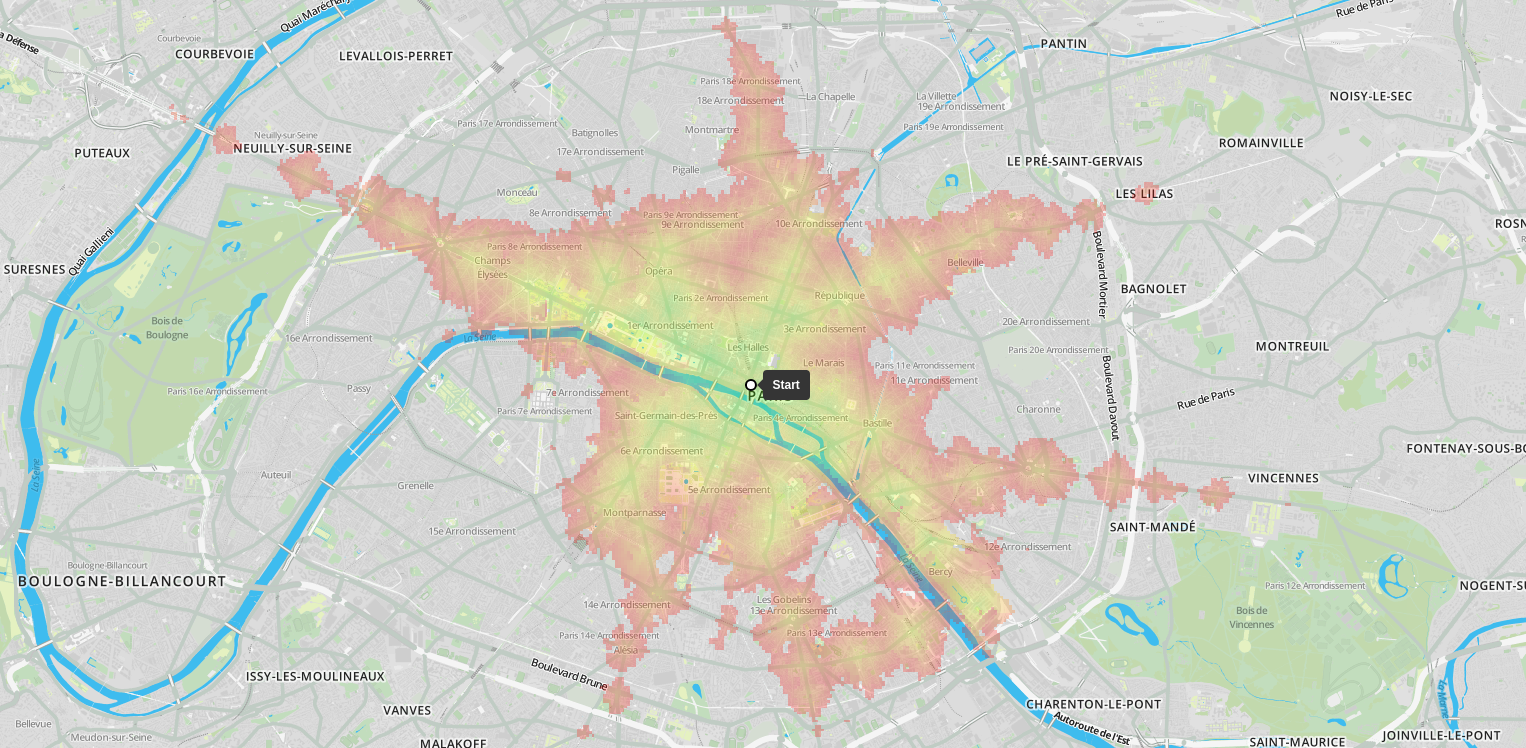 Quai Maréchal
Rue de Paris
La Défense
Courbevoie
COURBEVOIE
LEVALLOIS-PERRET
PANTIN
Paris 18e Arrondissement
18e Arrondissement
La Chapelle
La Villette
19e Arrondissement
NOISY-LE-SEC
Paris 17e Arrondissement
Batignolles
Montmartre
Paris 19e Arrondissement
Neuilly-sur-Seine
NEUILLY-SUR-SEINE
PUTEAUX
17e Arrondissement
ROMAINVILLE
LE PRÉ-SAINT-GERVAIS
Pigalle
Monceau
LES LILAS
8e Arrondissement
Paris 9e Arrondissement
9e Arrondissement
10e Arrondissement
Quai Gallieni
Paris 8e Arrondissement
Champs
Elysées
Opéra
Belleville
SURESNES
Boulevard Mortier
BAGNOLET
Paris 2e Arrondissement
République
Bois de
Boulogne
1er Arrondissement
3e Arrondissement
20e Arrondissement
16e Arrondissement
La Seine
Les Halles
Paris 20e Arrondissement
MONTREUIL
Le Marais
Paris 11e Arrondissement
11e Arrondissement
Start
Paris 16e Arrondissement
Passy
7e Arrondissement
Paris 7e Arrondissement
Saint-Germain-des-Prés
Paris 4e Arrondissement
Bastille
Charonne
Boulevard Davout
Rue de Paris
6e Arrondissement
FONTENAY-SOUS-BO
La Seine
Auteuil
Grenelle
5e Arrondissement
VINCENNES
Montparnasse
15e Arrondissement
SAINT-MANDÉ
12e Arrondissement
Boulogne-Billancourt
BOULOGNE-BILLANCOURT
La Seine
Bercy
Paris 12e Arrondissement
NOGENT-SU
14e Arrondissement
Les Gobelins
13e Arrondissement
Bois de
Vincennes
Paris 14e Arrondissement
Paris 13e Arrondissement
Alésia
Boulevard Brune
ISSY-LES-MOULINEAUX
VANVES
CHARENTON-LE-PONT
La Marne
Autoroute de l'Est
Bellevue
Meudon-sur-Seine
MALAKOFF
SAINT-MAURICE
JOINVILLE-LE-PONT